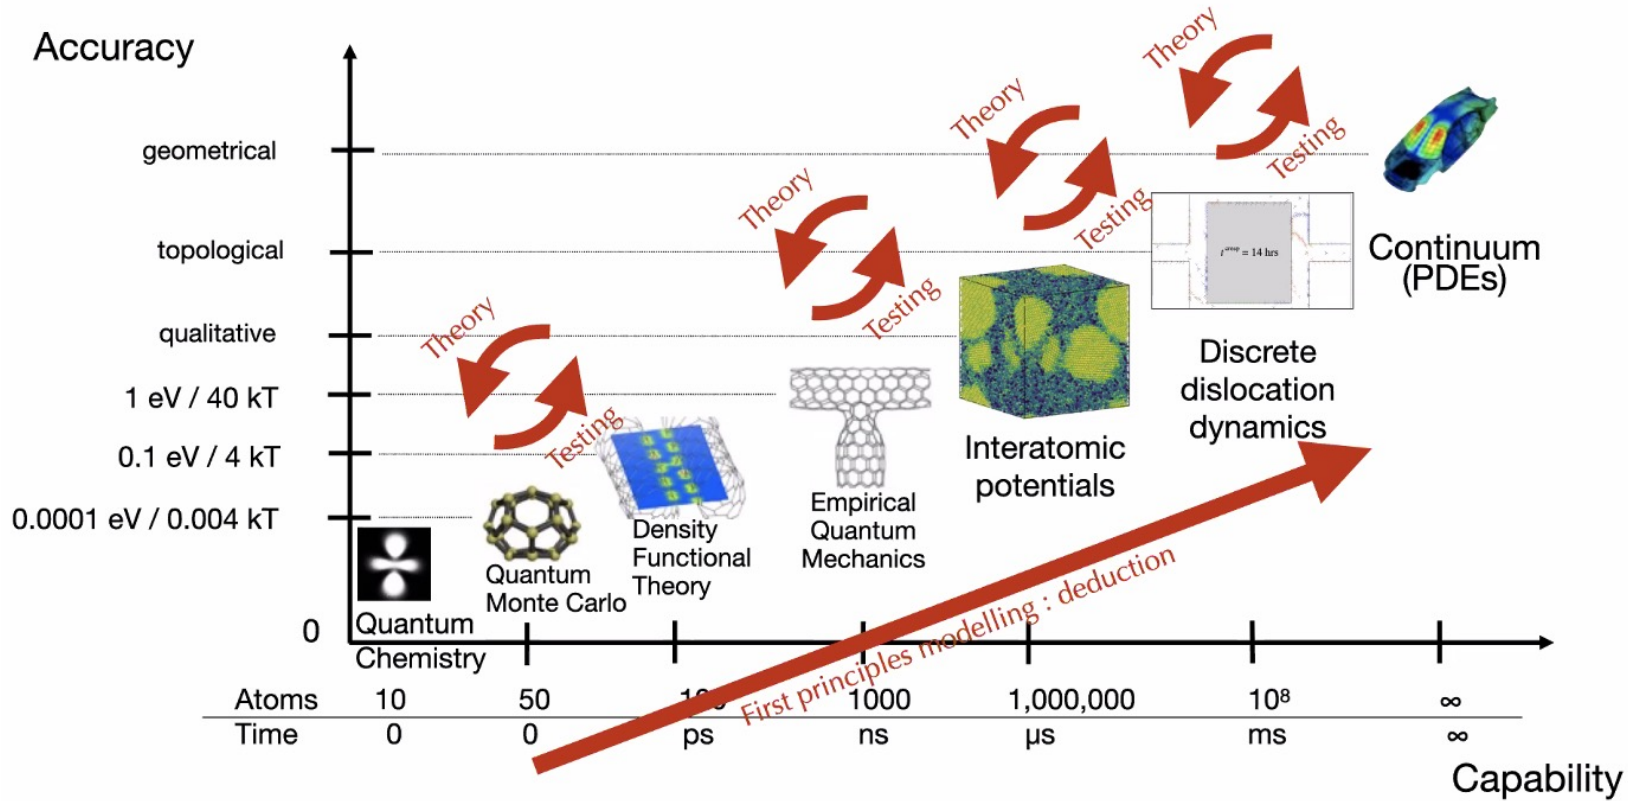 Accuracy
geometrical
topological
qualitative
1 eV / 40 kT
0.1 eV / 4 kT
0.0001 eV / 0.004 kT
0
Theory
Testing
Theory
Testing
Theory
Testing
Theory
Testing
Quantum
Chemistry
Quantum
Monte Carlo
Density
Functional
Theory
Empirical
Quantum
Mechanics
Interatomic
potentials
t = 14 hrs
Discrete
dislocation
dynamics
Continuum
(PDEs)
First principles modelling : deduction
Atoms 10 50 1000 1,000,000 10⁸ ∞
Time 0 0 ps ns µs ms ∞
Capability